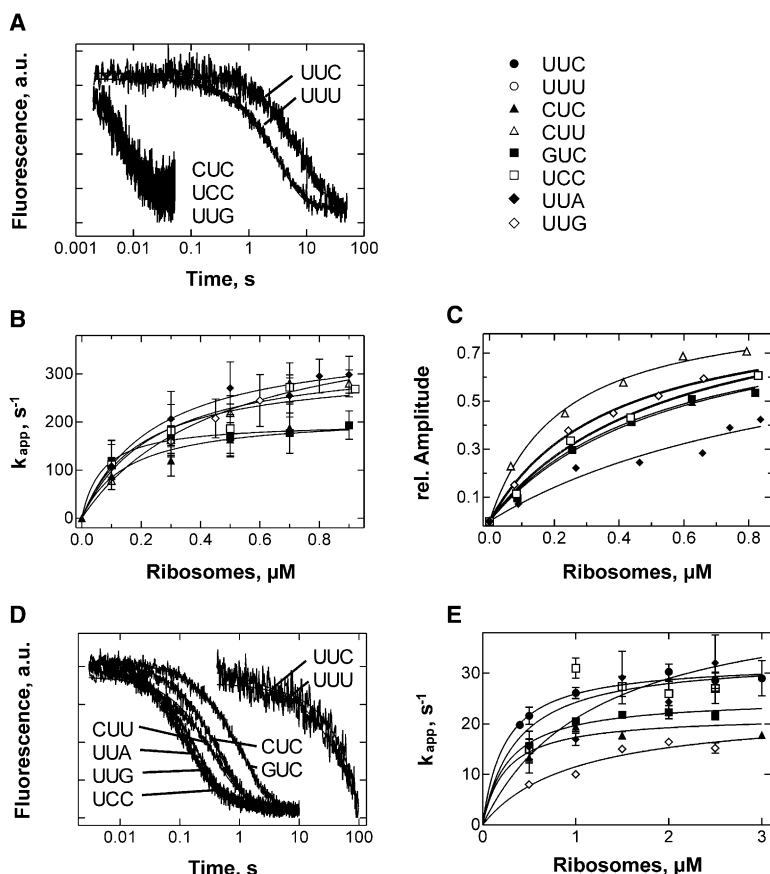 A
Fluorescence, a.u.
UUC
UUU
CUC
UCC
UUG
0.001 0.01 0.1 1 10 100
Time, s
UUC
UUU
CUC
CUU
GUC
UCC
UUA
UUG
B
k_app, s⁻¹
300
200
100
0
0.0 0.2 0.4 0.6 0.8
Ribosomes, µM
C
rel. Amplitude
0.7
0.5
0.3
0.1
0.0 0.2 0.4 0.6 0.8
Ribosomes, µM
D
Fluorescence, a.u.
UUC
UUU
CUU
UUA
UUG
UCC
CUC
GUC
0.01 0.1 1 10 100
Time, s
E
k_app, s⁻¹
30
20
10
0
0 1 2 3
Ribosomes, µM